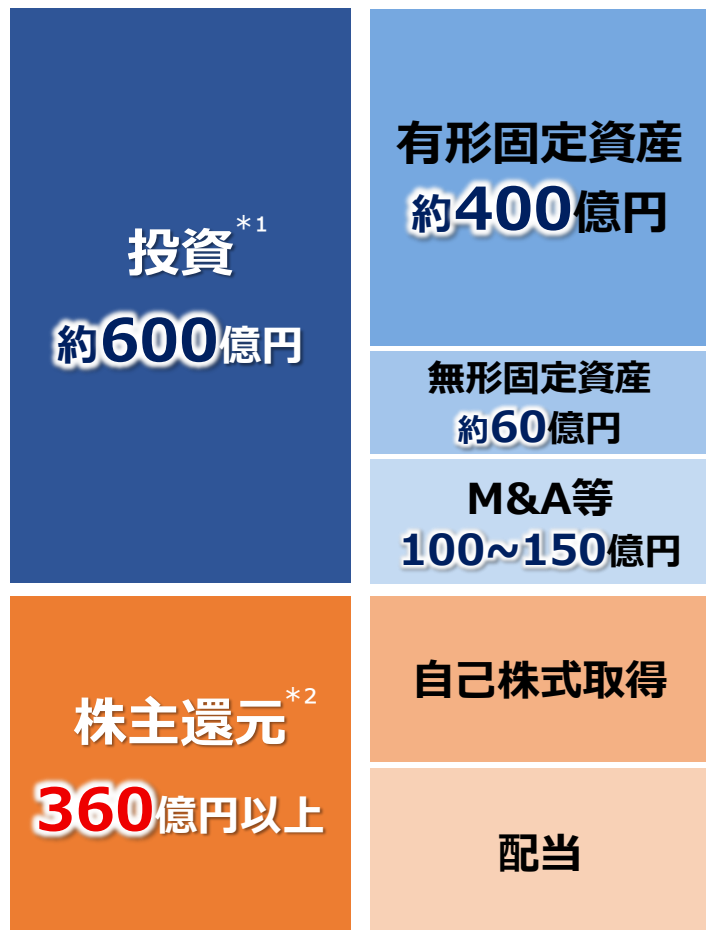 投資＊1
約600億円
有形固定資産
約400億円
無形固定資産
約60億円
M&A等
100~150億円
株主還元＊2
360億円以上
自己株式取得
配当